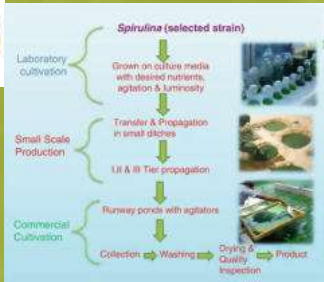 Spirulina (selected strain)
Laboratory
cultivation
Grown on culture media
with desired nutrients,
agitation & luminosity
Small Scale
Production
Transfer & Propagation
in small ditches
I,II & III Tier propagation
Commercial
Cultivation
Runway ponds with agitators
Collection
Washing
Drying &
Quality
Inspection
Product